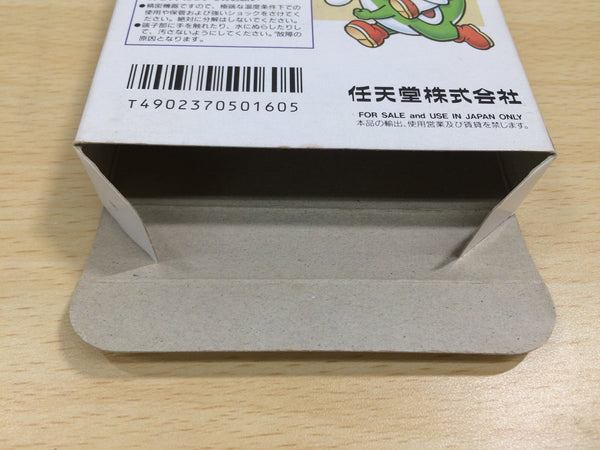 ●精密機器ですので、極端な温度条件下での
使用や保管および強いショックをさけてく
ださい。絶対に分解はしないでください。
●端子部に手を触れたり、水にぬらしたりし
て、汚さないようにしてください。故障の
原因となります。
T4902370501605
任天堂株式会社
FOR SALE and USE IN JAPAN ONLY
本品の輸出、使用営業及び賃貸を禁じます。